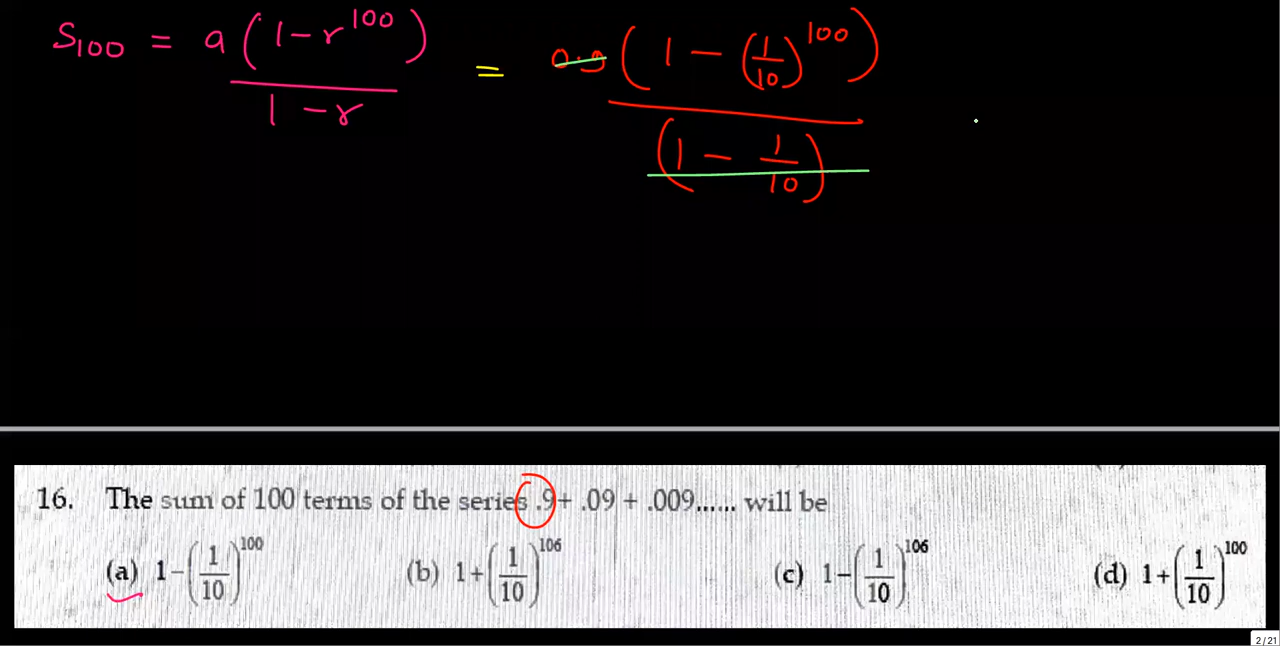 S₁₀₀ = a(1-r¹⁰⁰)/(1-r) = 0.9(1-(1/10)¹⁰⁰)/(1-1/10)
16. The sum of 100 terms of the series .9+ .09 + .009...... will be
(a) 1-(1/10)¹⁰⁰ (b) 1+(1/10)¹⁰⁶ (c) 1-(1/10)¹⁰⁶ (d) 1+(1/10)¹⁰⁰
2/21